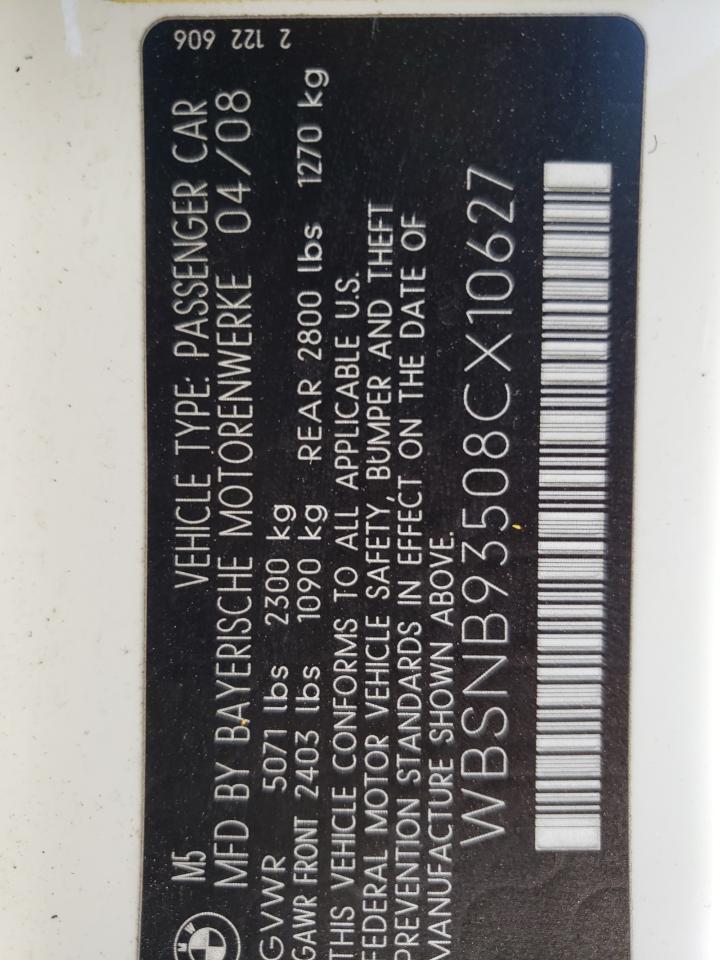 2 122 606
M5 VEHICLE TYPE: PASSENGER CAR
MFD BY BAYERISCHE MOTORENWERKE 04/08
GVWR 5071 lbs 2300 kg
GAWR FRONT 2403 lbs 1090 kg REAR 2800 lbs 1270 kg
THIS VEHICLE CONFORMS TO ALL APPLICABLE U.S.
FEDERAL MOTOR VEHICLE SAFETY, BUMPER AND THEFT
PREVENTION STANDARDS IN EFFECT ON THE DATE OF
MANUFACTURE SHOWN ABOVE.
WBSNB93508CX10627